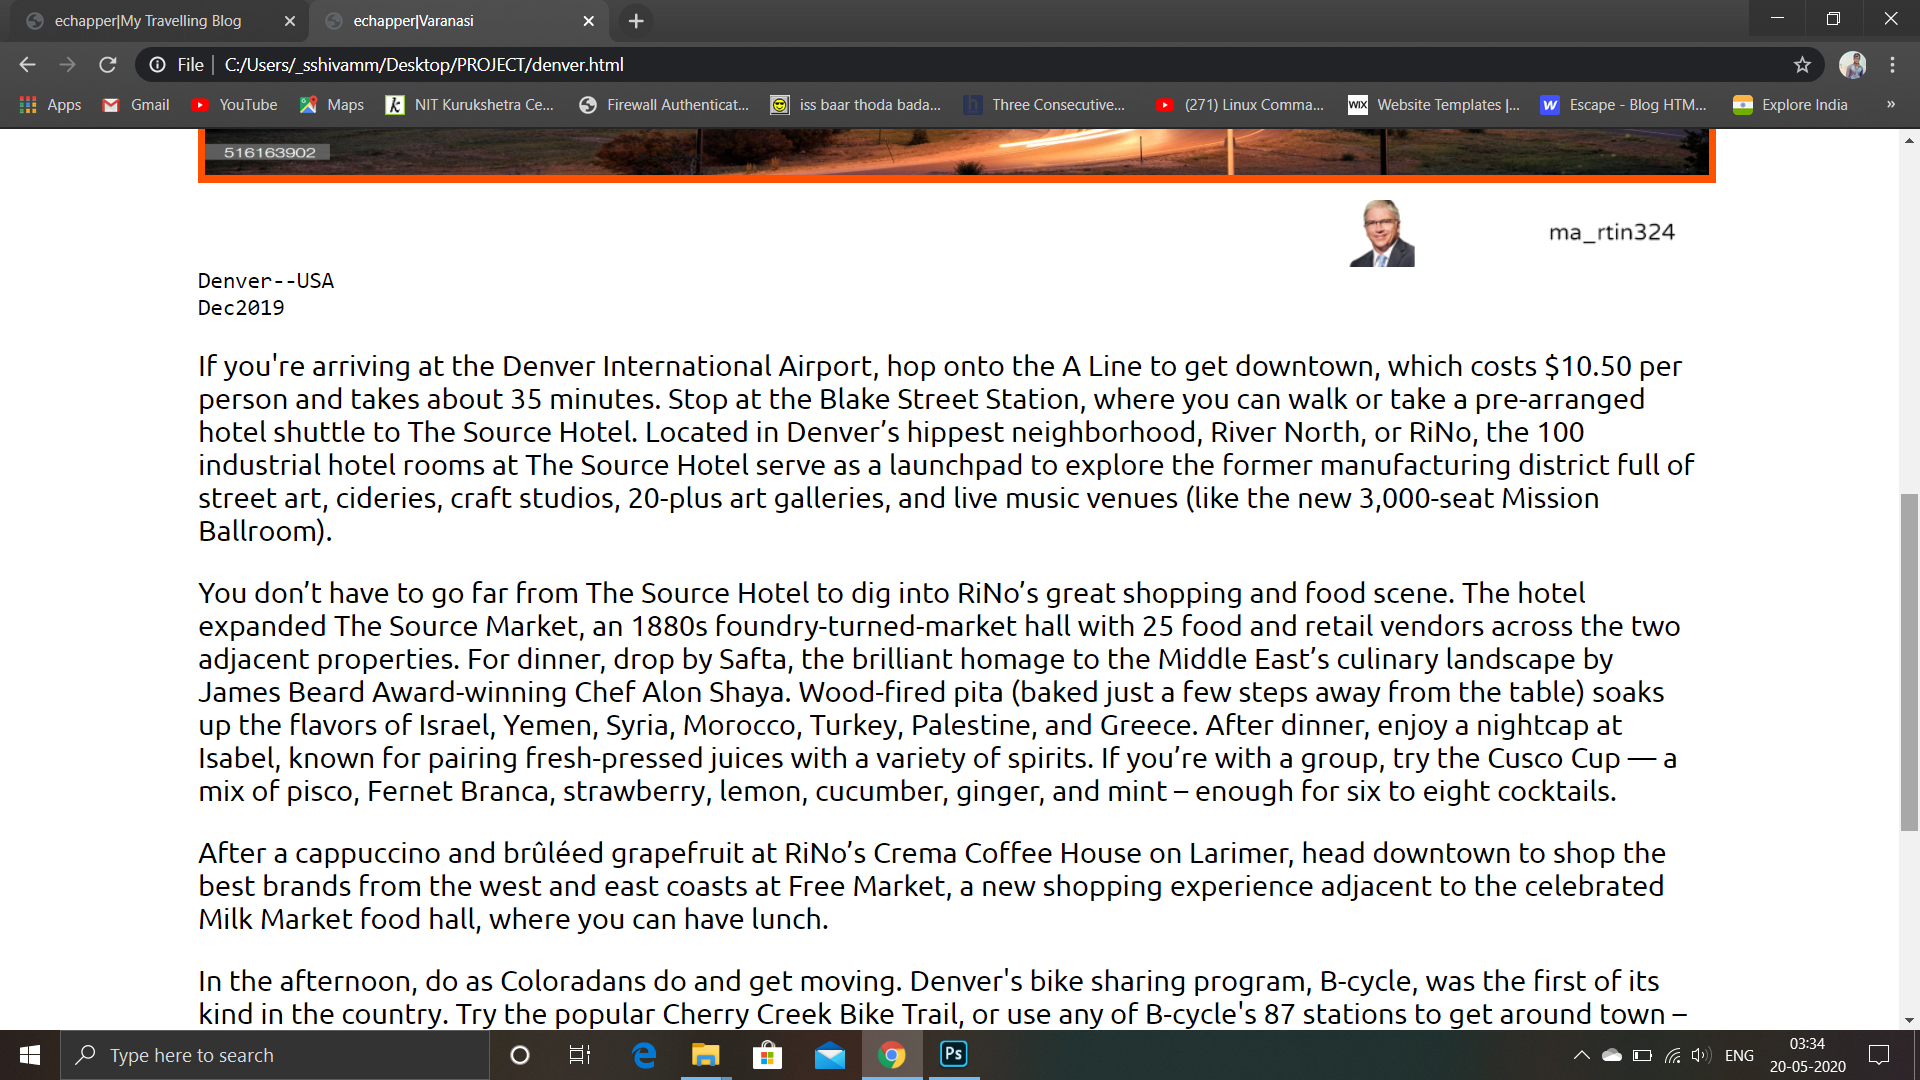 echapper|My Travelling Blog
echapper|Varanasi
File
C:/Users/_sshivamm/Desktop/PROJECT/denver.html
Apps
Gmail
YouTube
Maps
k
NIT Kurukshetra Ce...
Firewall Authenticat...
iss baar thoda bada...
h
Three Consecutive...
(271) Linux Comma...
WIX
Website Templates |...
W
Escape - Blog HTM...
Explore India
»
516163902
ma_rtin324
Denver--USA
Dec2019
If you're arriving at the Denver International Airport, hop onto the A Line to get downtown, which costs $10.50 per
person and takes about 35 minutes. Stop at the Blake Street Station, where you can walk or take a pre-arranged
hotel shuttle to The Source Hotel. Located in Denver’s hippest neighborhood, River North, or RiNo, the 100
industrial hotel rooms at The Source Hotel serve as a launchpad to explore the former manufacturing district full of
street art, cideries, craft studios, 20-plus art galleries, and live music venues (like the new 3,000-seat Mission
Ballroom).
You don’t have to go far from The Source Hotel to dig into RiNo’s great shopping and food scene. The hotel
expanded The Source Market, an 1880s foundry-turned-market hall with 25 food and retail vendors across the two
adjacent properties. For dinner, drop by Safta, the brilliant homage to the Middle East’s culinary landscape by
James Beard Award-winning Chef Alon Shaya. Wood-fired pita (baked just a few steps away from the table) soaks
up the flavors of Israel, Yemen, Syria, Morocco, Turkey, Palestine, and Greece. After dinner, enjoy a nightcap at
Isabel, known for pairing fresh-pressed juices with a variety of spirits. If you’re with a group, try the Cusco Cup — a
mix of pisco, Fernet Branca, strawberry, lemon, cucumber, ginger, and mint – enough for six to eight cocktails.
After a cappuccino and brûléed grapefruit at RiNo’s Crema Coffee House on Larimer, head downtown to shop the
best brands from the west and east coasts at Free Market, a new shopping experience adjacent to the celebrated
Milk Market food hall, where you can have lunch.
In the afternoon, do as Coloradans do and get moving. Denver's bike sharing program, B-cycle, was the first of its
kind in the country. Try the popular Cherry Creek Bike Trail, or use any of B-cycle's 87 stations to get around town –
Type here to search
Ps
ENG
03:34
20-05-2020